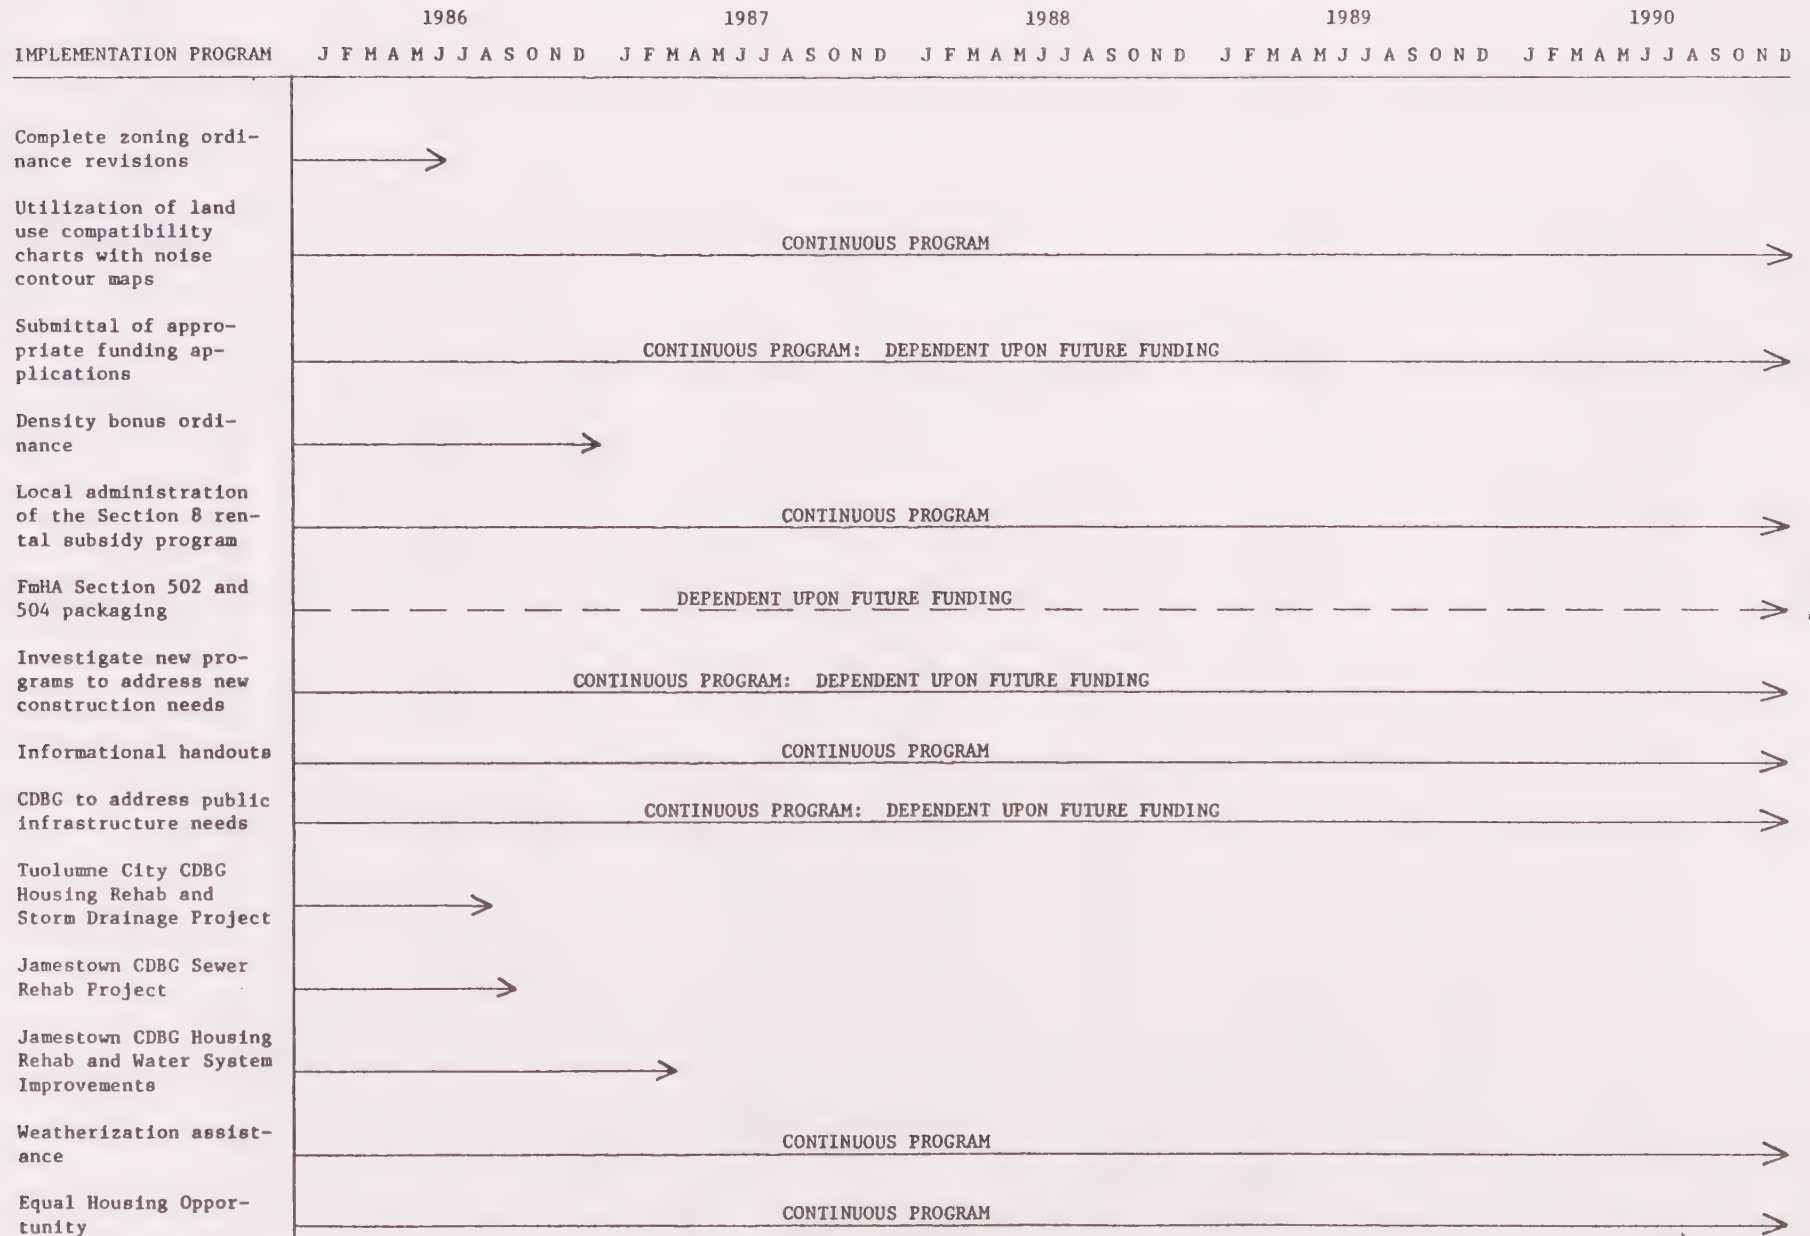 1986 1987 1988 1989 1990
IMPLEMENTATION PROGRAM J F M A M J J A S O N D J F M A M J J A S O N D J F M A M J J A S O N D J F M A M J J A S O N D J F M A M J J A S O N D
Complete zoning ordi-
nance revisions
Utilization of land
use compatibility
charts with noise
contour maps
CONTINUOUS PROGRAM
Submittal of appro-
priate funding ap-
plications
CONTINUOUS PROGRAM: DEPENDENT UPON FUTURE FUNDING
Density bonus ordi-
nance
Local administration
of the Section 8 ren-
tal subsidy program
CONTINUOUS PROGRAM
FmHA Section 502 and
504 packaging
DEPENDENT UPON FUTURE FUNDING
Investigate new pro-
grams to address new
construction needs
CONTINUOUS PROGRAM: DEPENDENT UPON FUTURE FUNDING
Informational handouts
CONTINUOUS PROGRAM
CDBG to address public
infrastructure needs
CONTINUOUS PROGRAM: DEPENDENT UPON FUTURE FUNDING
Tuolumne City CDBG
Housing Rehab and
Storm Drainage Project
Jamestown CDBG Sewer
Rehab Project
Jamestown CDBG Housing
Rehab and Water System
Improvements
Weatherization assist-
ance
CONTINUOUS PROGRAM
Equal Housing Oppor-
tunity
CONTINUOUS PROGRAM